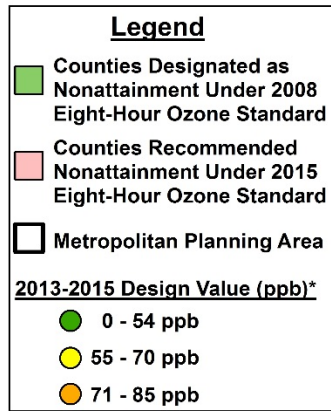 Legend
Counties Designated as
Nonattainment Under 2008
Eight-Hour Ozone Standard
Counties Recommended
Nonattainment Under 2015
Eight-Hour Ozone Standard
Metropolitan Planning Area
2013-2015 Design Value (ppb)*
0 - 54 ppb
55 - 70 ppb
71 - 85 ppb